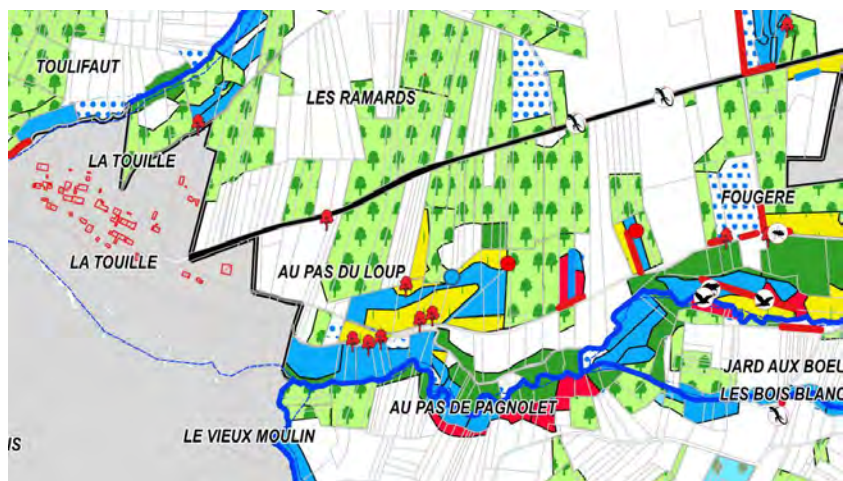 TOULIFAUT
LES RAMARDS
LA TOUILLE
FOUGERE
LA TOUILLE
AU PAS DU LOUP
JARD AUX BOEU
LES BOIS BLANC
AU PAS DE PAGNOLET
LE VIEUX MOULIN
IS